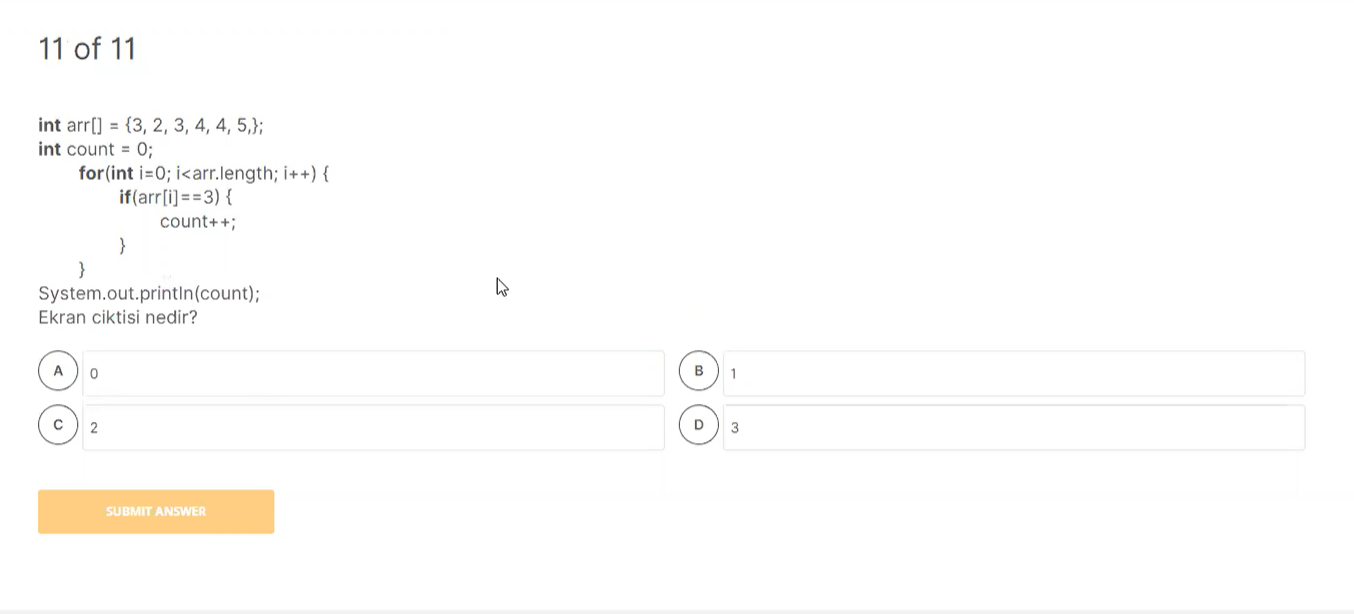 11 of 11
int arr[] = {3, 2, 3, 4, 4, 5,};
int count = 0;
for(int i=0; i<arr.length; i++) {
if(arr[i]==3) {
count++;
}
}
System.out.println(count);
Ekran ciktisi nedir?
A 0
B 1
C 2
D 3
SUBMIT ANSWER